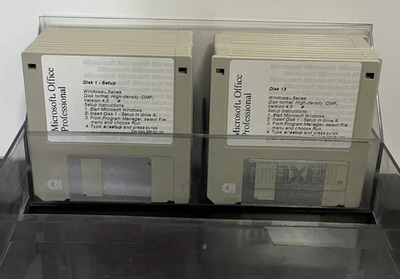 Microsoft Office
Professional
Disk 1 - Setup
Windows™ Series
Disk format: High-density (DMF)
Version 4.3
Setup Instructions:
1. Start Microsoft Windows.
2. Insert Disk 1 - Setup in drive A.
3. From Program Manager, select File
menu and choose Run.
4. Type a:\setup and press ENTER.
Microsoft Office
Professional
Disk 13
Windows™ Series
Disk format: High-density (DMF)
Version 4.3
Setup Instructions:
1. Start Microsoft Windows.
2. Insert Disk 1 - Setup in drive A.
3. From Program Manager, select File
menu and choose Run.
4. Type a:\setup and press ENTER.
HD
HD